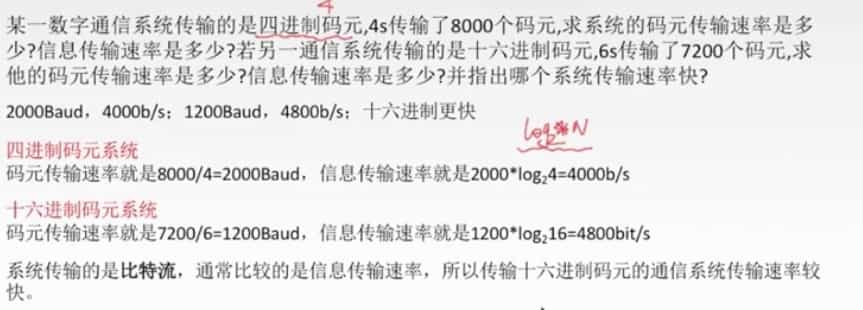 4
某一数字通信系统传输的是四进制码元,4s传输了8000个码元,求系统的码元传输速率是多
少?信息传输速率是多少?若另一通信系统传输的是十六进制码元,6s传输了7200个码元,求
他的码元传输速率是多少?信息传输速率是多少?并指出哪个系统传输速率快?
2000Baud，4000b/s；1200Baud，4800b/s；十六进制更快
四进制码元系统
码元传输速率就是8000/4=2000Baud，信息传输速率就是2000*log₂4=4000b/s
十六进制码元系统
码元传输速率就是7200/6=1200Baud，信息传输速率就是1200*log₂16=4800bit/s
系统传输的是比特流，通常比较的是信息传输速率，所以传输十六进制码元的通信系统传输速率较
快。